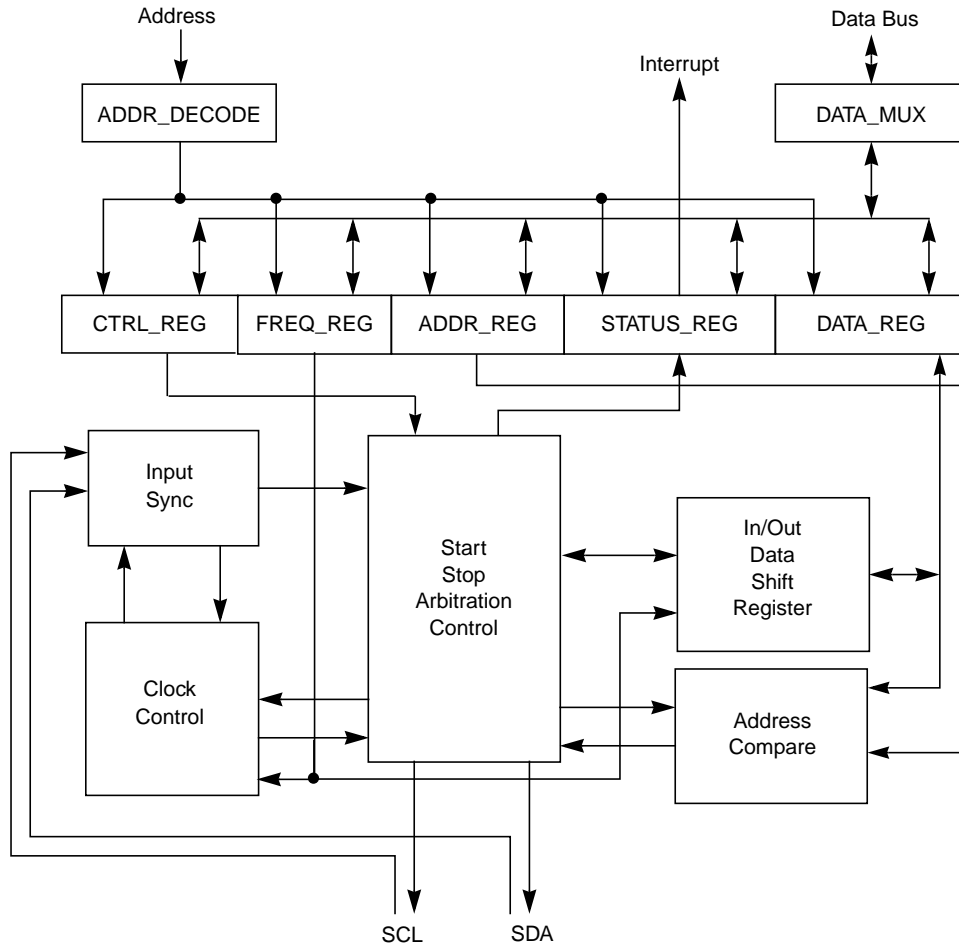 Address
Data Bus
Interrupt
ADDR_DECODE
DATA_MUX
CTRL_REG
FREQ_REG
ADDR_REG
STATUS_REG
DATA_REG
Input
Sync
Start
Stop
Arbitration
Control
In/Out
Data
Shift
Register
Clock
Control
Address
Compare
SCL
SDA